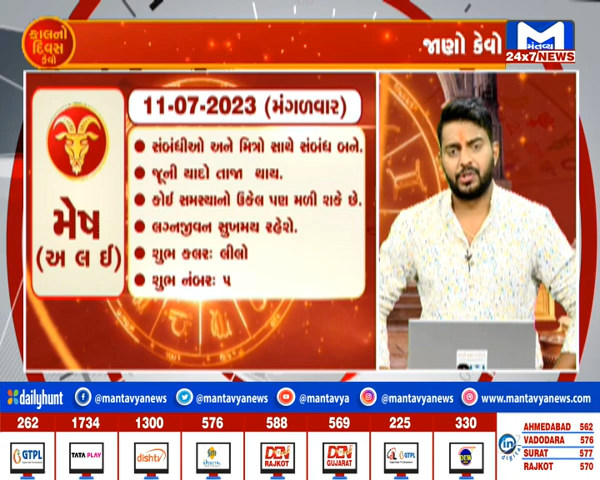 કાલનો
દિવસ
કેવો
જાણો કેવો
મંતવ્ય
24x7NEWS
11-07-2023 (મંગળવાર)
સંબંધીઓ અને મિત્રો સાથે સંબંધ બને.
જૂની યાદો તાજા થાય.
કોઈ સમસ્યાનો ઉકેલ પણ મળી શકે છે.
લગ્નજીવન સુખમય રહેશે.
શુભ કલરઃ લીલો
શુભ નંબરઃ ૫
મેષ
(અ લ ઈ)
dailyhunt @mantavyanews @mantavyanews @mantavya @mantavyanews www.mantavyanews.com
262 1734 1300 576 588 569 225 330
GTPL TATA PLAY dishtv DEN RAJKOT DEN GUJARAT GTPL
in digital
AHMEDABAD 562
VADODARA 576
SURAT 577
RAJKOT 570